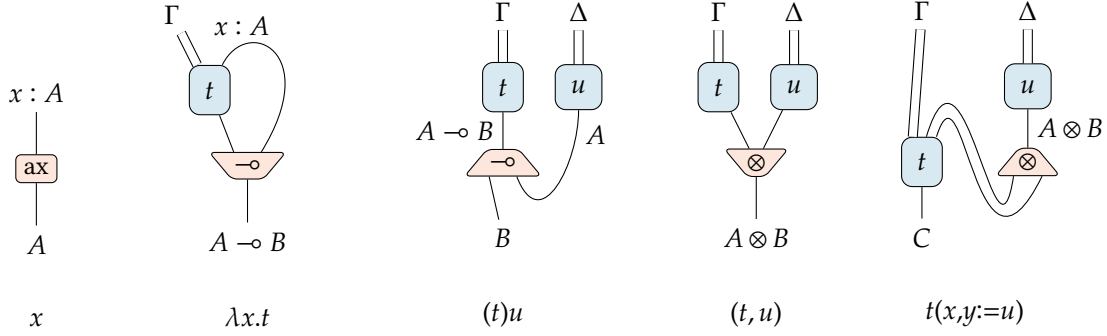 Γ
Γ
Δ
Γ
Δ
Γ
Δ
x : A
t
t
u
t
u
u
x : A
A ⊸ B
A
A ⊗ B
ax
⊸
⊸
⊗
t
⊗
A
A ⊸ B
B
A ⊗ B
C
x
λx.t
(t)u
(t, u)
t(x,y:=u)